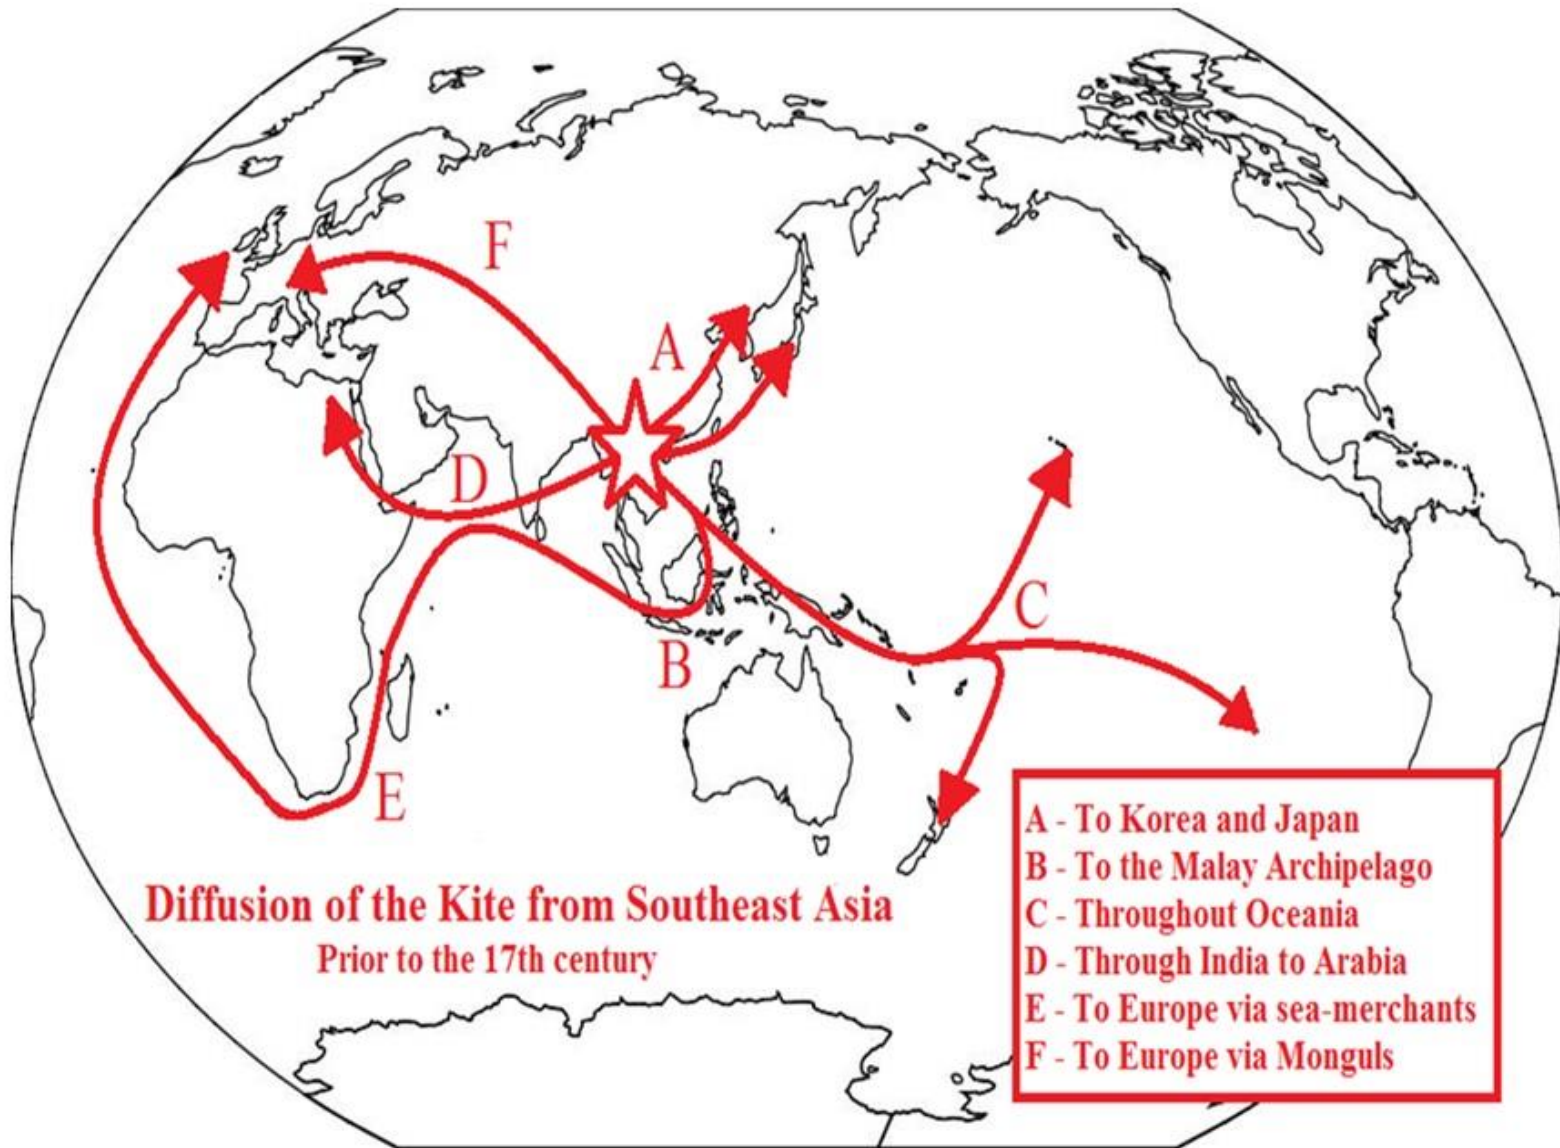 F
A
D
C
B
E
A - To Korea and Japan
B - To the Malay Archipelago
C - Throughout Oceania
D - Through India to Arabia
E - To Europe via sea-merchants
F - To Europe via Monguls
Diffusion of the Kite from Southeast Asia
Prior to the 17th century